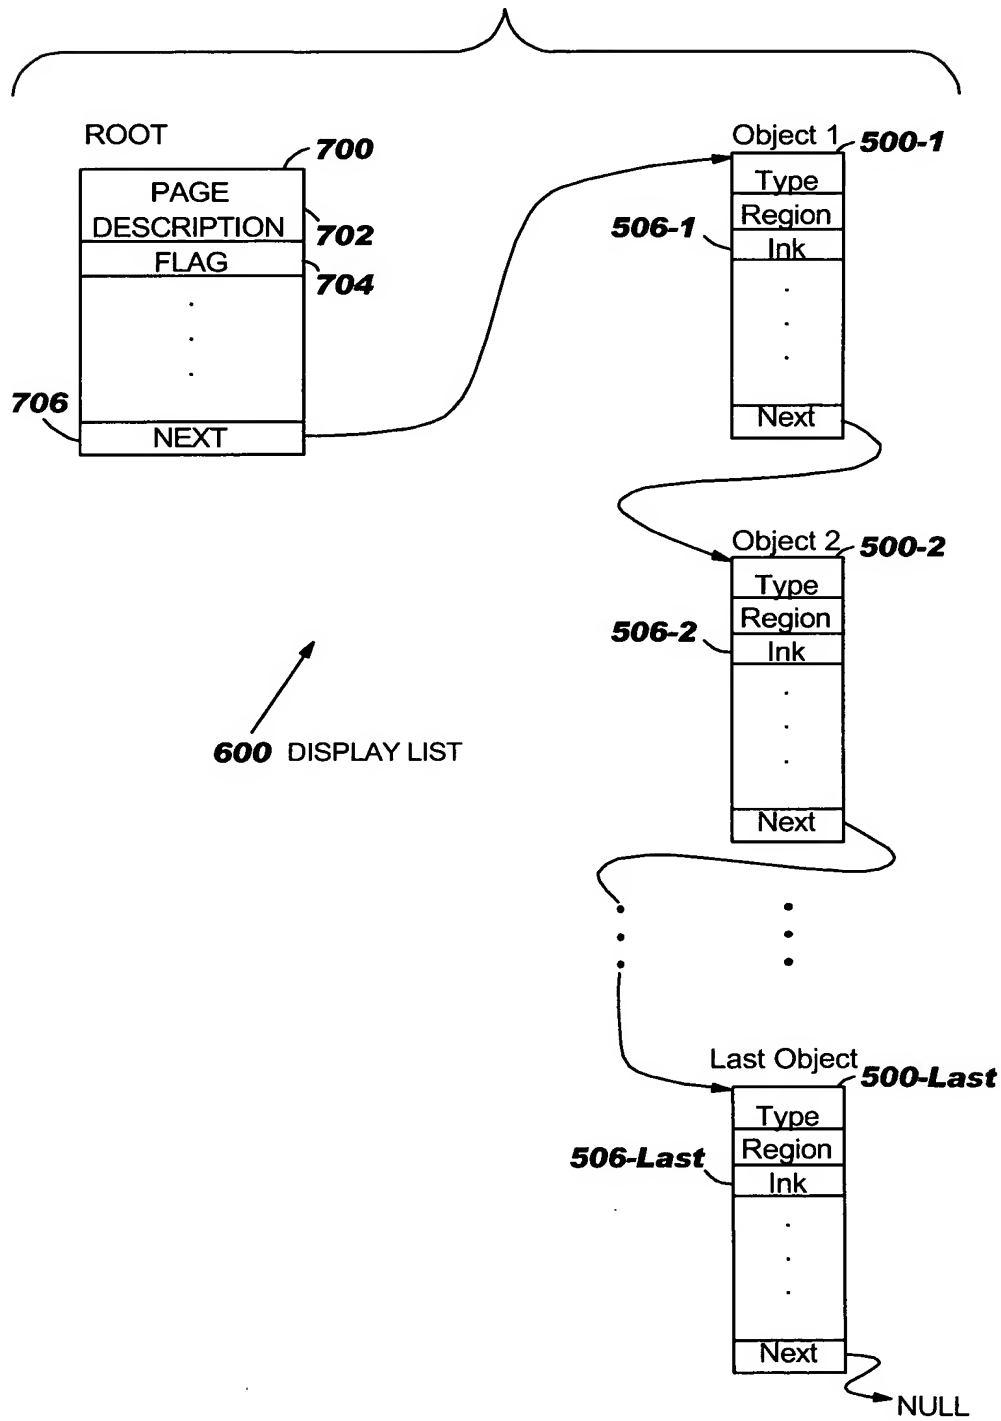 ROOT
700
PAGE
DESCRIPTION
702
FLAG
704
706
NEXT
Object 1
500-1
Type
Region
506-1
Ink
Next
Object 2
500-2
Type
Region
506-2
Ink
Next
600 DISPLAY LIST
Last Object
500-Last
Type
Region
506-Last
Ink
Next
NULL